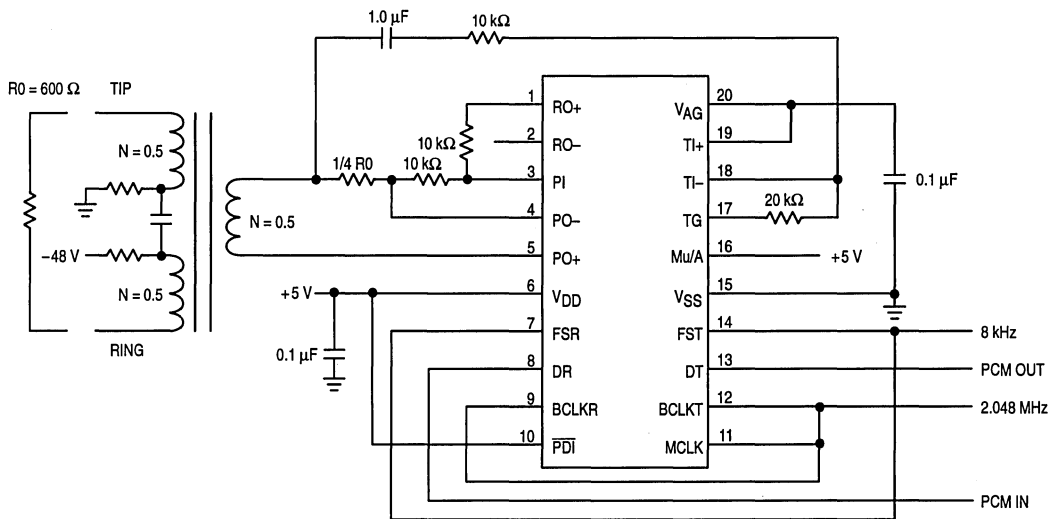 1.0 µF
10 kΩ
R0 = 600 Ω
TIP
N = 0.5
–48 V
N = 0.5
RING
N = 0.5
1/4 R0
10 kΩ
10 kΩ
+5 V
0.1 µF
1 RO+
2 RO–
3 PI
4 PO–
5 PO+
6 VDD
7 FSR
8 DR
9 BCLKR
10 PDI
VAG 20
TI+ 19
TI– 18
TG 17
Mu/A 16
VSS 15
FST 14
DT 13
BCLKT 12
MCLK 11
20 kΩ
0.1 µF
+5 V
8 kHz
PCM OUT
2.048 MHz
PCM IN